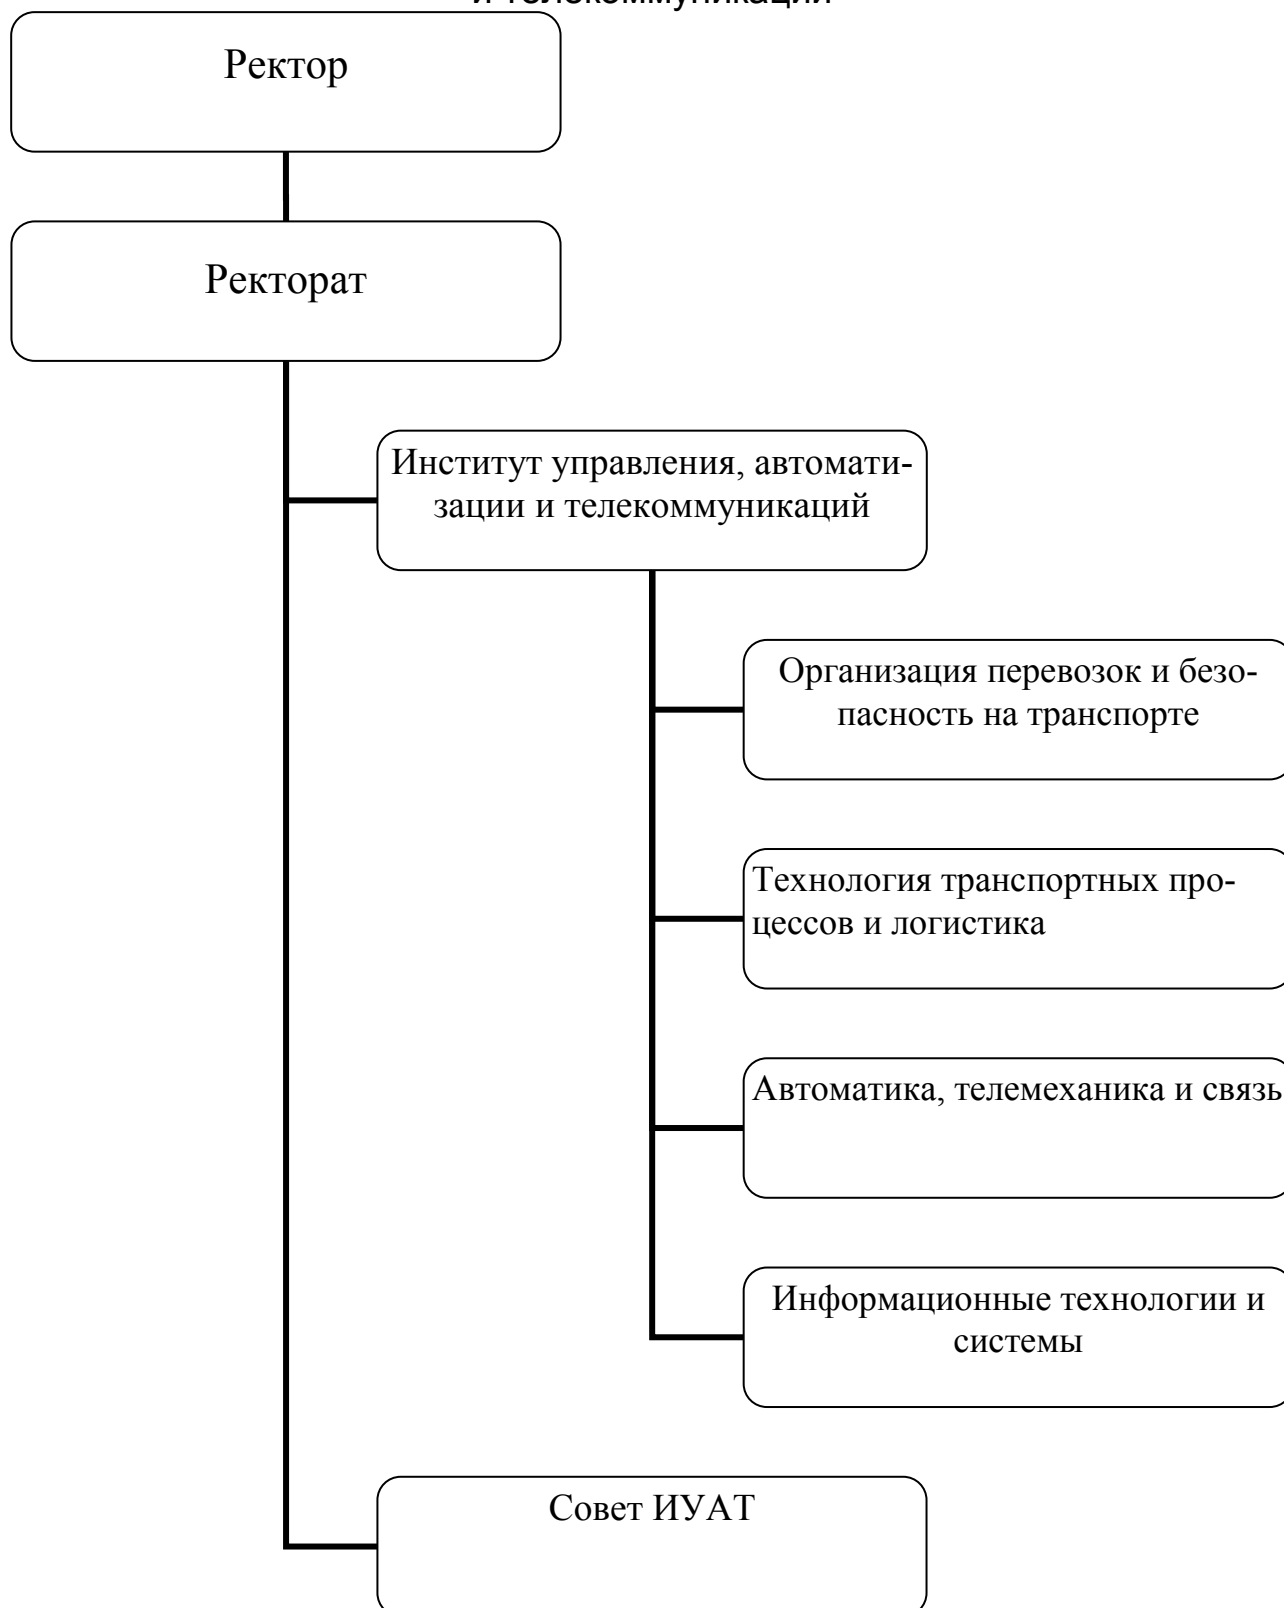 и телекоммуникаций
Ректор
Ректорат
Институт управления, автомати-
зации и телекоммуникаций
Организация перевозок и безо-
пасность на транспорте
Технология транспортных про-
цессов и логистика
Автоматика, телемеханика и связь
Информационные технологии и
системы
Совет ИУАТ